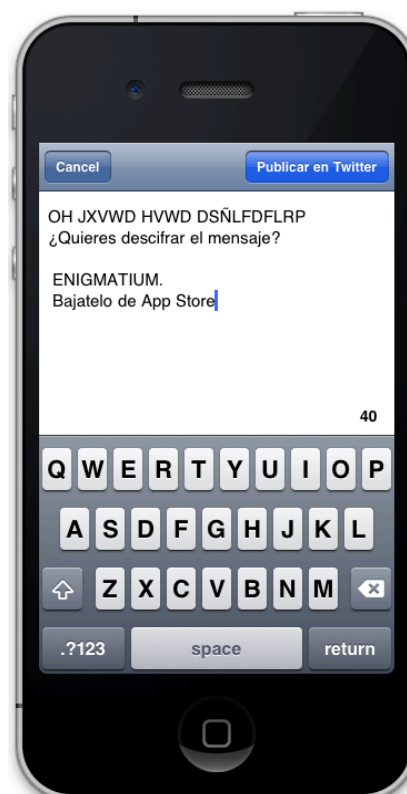 Cancel
Publicar en Twitter
OH JXVWD HVWD DSÑLFDFLRP
¿Quieres descifrar el mensaje?
ENIGMATIUM.
Bajatelo de App Store
40
Q W E R T Y U I O P
A S D F G H J K L
Z X C V B N M
.?123 space return